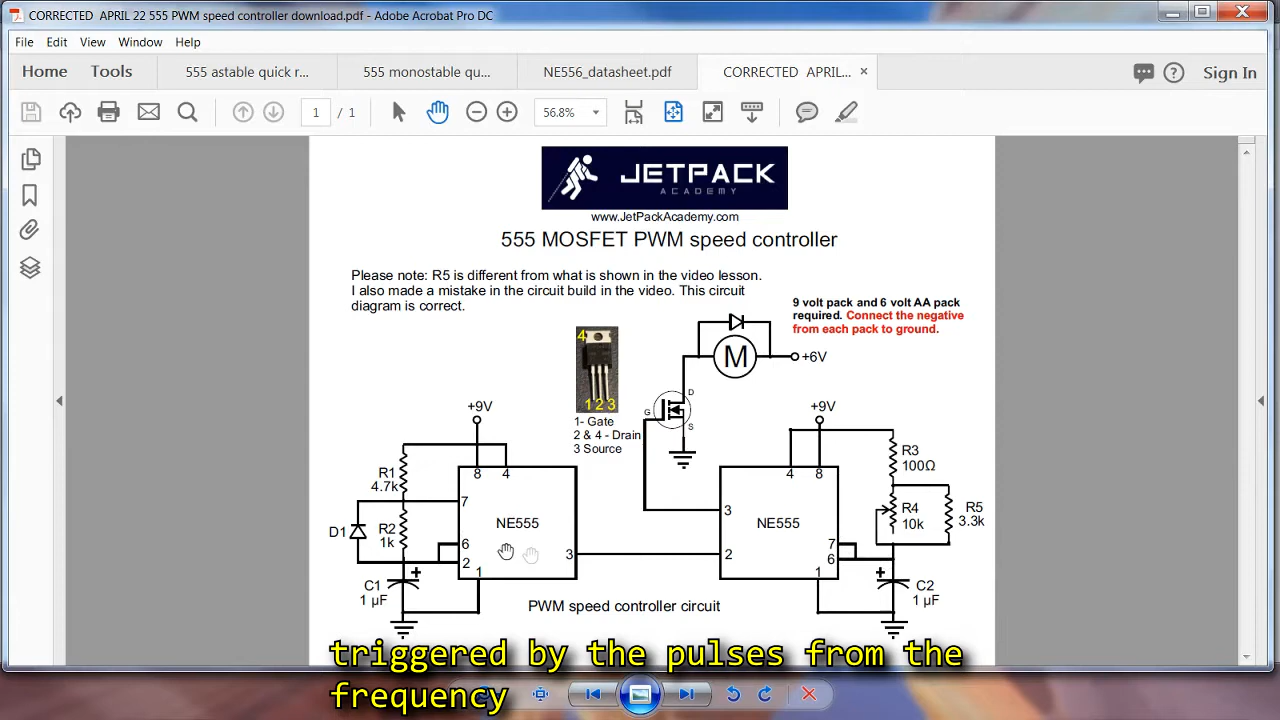 CORRECTED APRIL 22 555 PWM speed controller download.pdf - Adobe Acrobat Pro DC
File Edit View Window Help
Home Tools 555 astable quick r... 555 monostible qu... NE556_datasheet.pdf CORRECTED APRIL... × Sign In
1 / 1 56.8%
JETPACK
ACADEMY
www.JetPackAcademy.com
555 MOSFET PWM speed controller
Please note: R5 is different from what is shown in the video lesson.
I also made a mistake in the circuit build in the video. This circuit
diagram is correct.
9 volt pack and 6 volt AA pack
required. Connect the negative
from each pack to ground.
4
1 2 3
1- Gate
2 & 4 - Drain
3 Source
M
+6V
D
G
S
+9V
8 4
R1
4.7k
7
D1
R2
1k
NE555
6
2
3
1
C1
1 µF
+
+9V
4 8
R3
100Ω
3
NE555
R4
10k
R5
3.3k
2
7
6
1
+
C2
1 µF
PWM speed controller circuit
triggered by the pulses from the
frequency